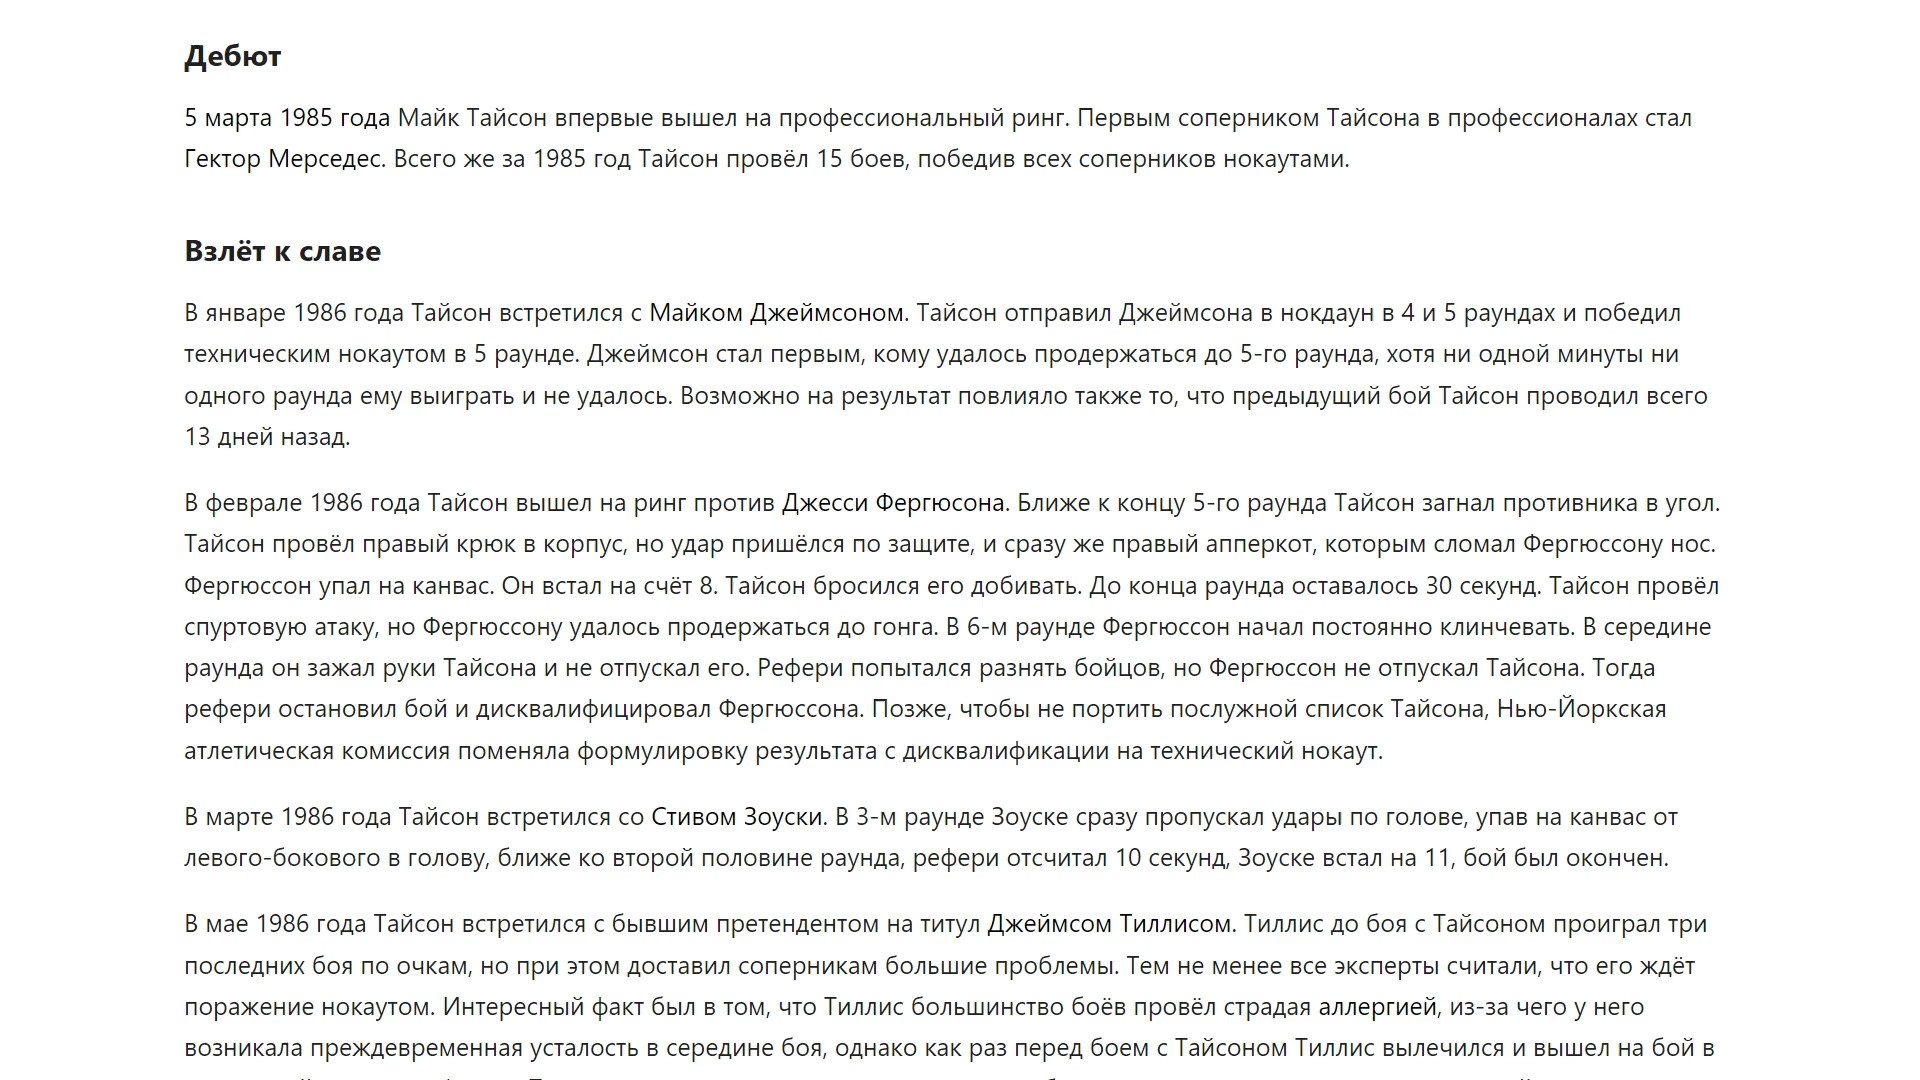 Дебют
5 марта 1985 года Майк Тайсон впервые вышел на профессиональный ринг. Первым соперником Тайсона в профессионалах стал
Гектор Мерседес. Всего же за 1985 год Тайсон провёл 15 боев, победив всех соперников нокаутами.
Взлёт к славе
В январе 1986 года Тайсон встретился с Майком Джеймсоном. Тайсон отправил Джеймсона в нокдаун в 4 и 5 раундах и победил
техническим нокаутом в 5 раунде. Джеймсон стал первым, кому удалось продержаться до 5-го раунда, хотя ни одной минуты ни
одного раунда ему выиграть и не удалось. Возможно на результат повлияло также то, что предыдущий бой Тайсон проводил всего
13 дней назад.
В феврале 1986 года Тайсон вышел на ринг против Джесси Фергюсона. Ближе к концу 5-го раунда Тайсон загнал противника в угол.
Тайсон провёл правый крюк в корпус, но удар пришёлся по защите, и сразу же правый апперкот, которым сломал Фергюссону нос.
Фергюссон упал на канвас. Он встал на счёт 8. Тайсон бросился его добивать. До конца раунда оставалось 30 секунд. Тайсон провёл
спуртовую атаку, но Фергюссону удалось продержаться до гонга. В 6-м раунде Фергюссон начал постоянно клинчевать. В середине
раунда он зажал руки Тайсона и не отпускал его. Рефери попытался разнять бойцов, но Фергюссон не отпускал Тайсона. Тогда
рефери остановил бой и дисквалифицировал Фергюссона. Позже, чтобы не портить послужной список Тайсона, Нью-Йоркская
атлетическая комиссия поменяла формулировку результата с дисквалификации на технический нокаут.
В марте 1986 года Тайсон встретился со Стивом Зоуски. В 3-м раунде Зоуске сразу пропускал удары по голове, упав на канвас от
левого-бокового в голову, ближе ко второй половине раунда, рефери отсчитал 10 секунд, Зоуске встал на 11, бой был окончен.
В мае 1986 года Тайсон встретился с бывшим претендентом на титул Джеймсом Тиллисом. Тиллис до боя с Тайсоном проиграл три
последних боя по очкам, но при этом доставил соперникам большие проблемы. Тем не менее все эксперты считали, что его ждёт
поражение нокаутом. Интересный факт был в том, что Тиллис большинство боёв провёл страдая аллергией, из-за чего у него
возникала преждевременная усталость в середине боя, однако как раз перед боем с Тайсоном Тиллис вылечился и вышел на бой в